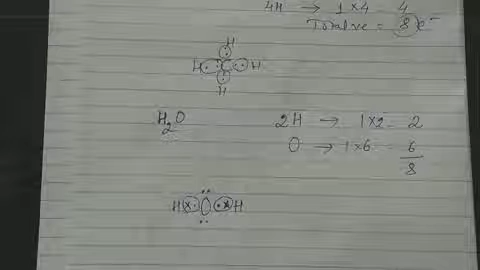 4H → 1 x 4 = 4
Total ve = 8 e⁻
H
H C H
H
H₂O 2H → 1 x 2 = 2
O → 1 x 6 = 6
8
H x O x H